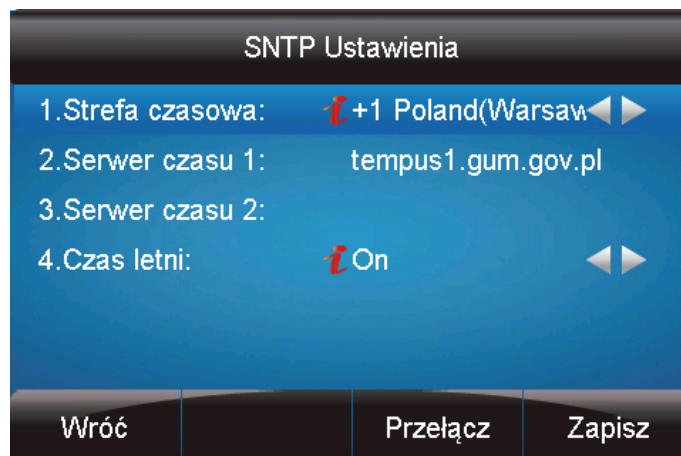 SNTP Ustawienia
1.Strefa czasowa: i +1 Poland(Warsaw
2.Serwer czasu 1: tempus1.gum.gov.pl
3.Serwer czasu 2:
4.Czas letni: i On
Wróć Przełącz Zapisz